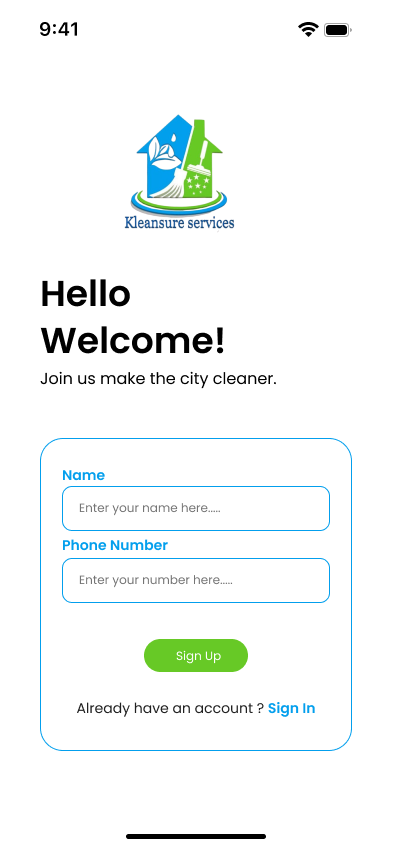 9:41
Kleansure services
Hello
Welcome!
Join us make the city cleaner.
Name
Enter your name here.....
Phone Number
Enter your number here.....
Sign Up
Already have an account ? Sign In